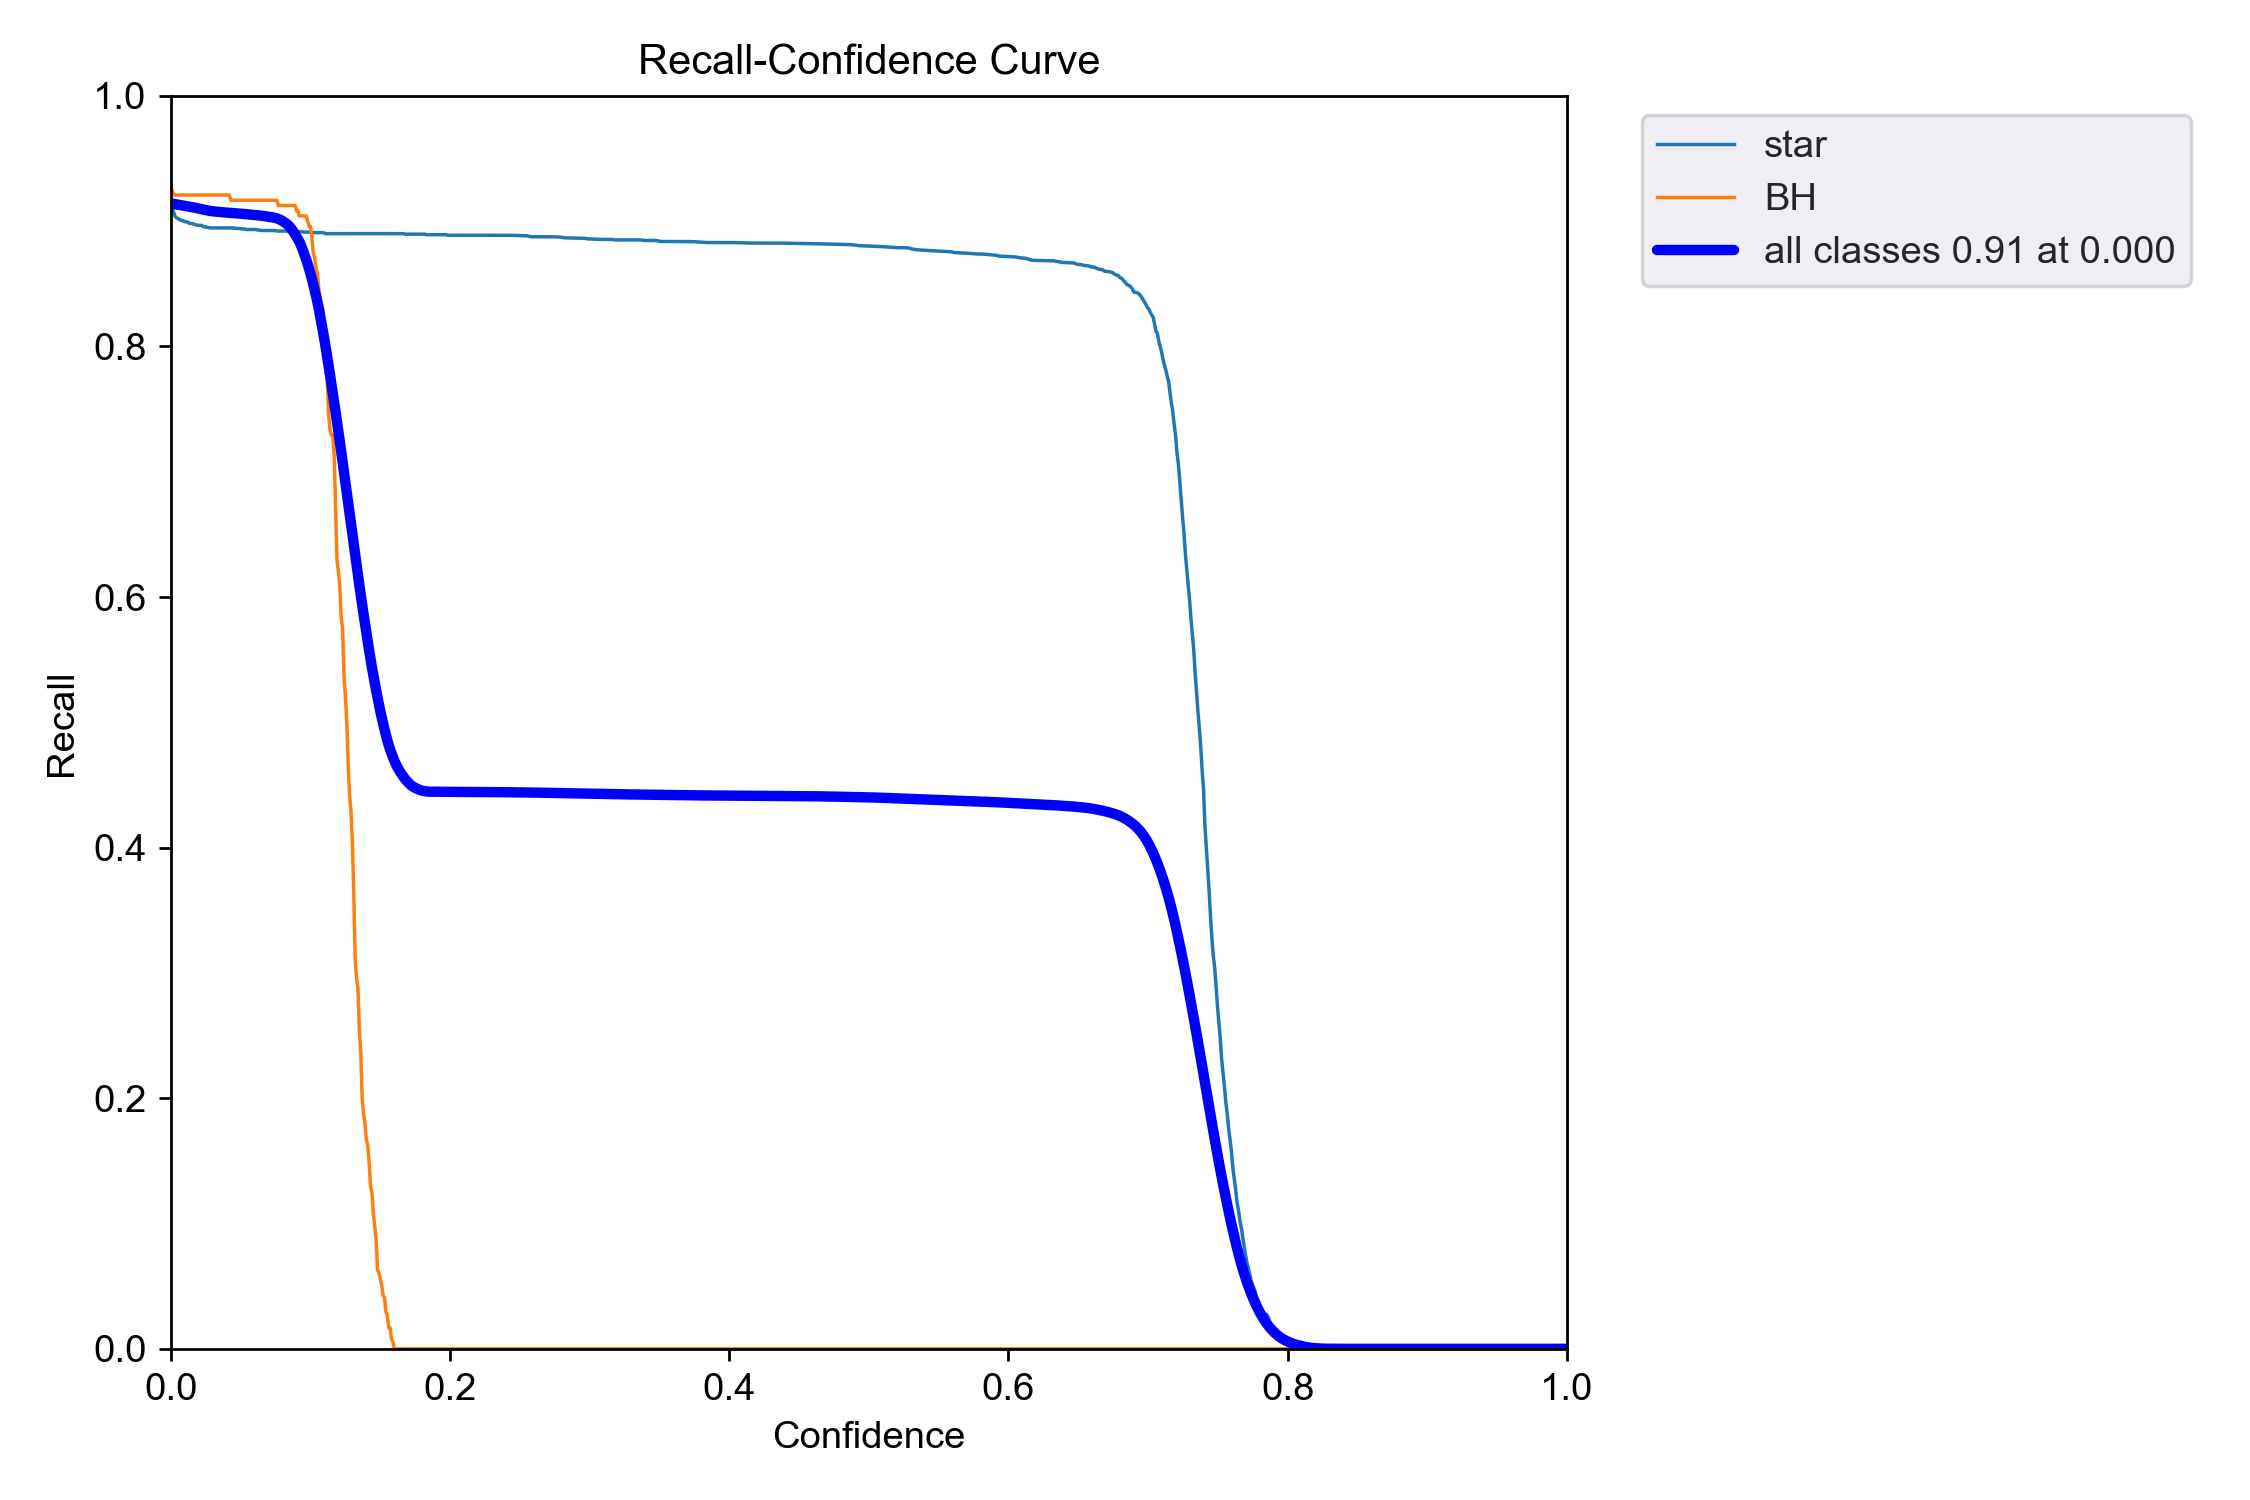 Recall-Confidence Curve
1.0
0.8
0.6
0.4
0.2
0.0
Recall
0.0 0.2 0.4 0.6 0.8 1.0
Confidence
star
BH
all classes 0.91 at 0.000